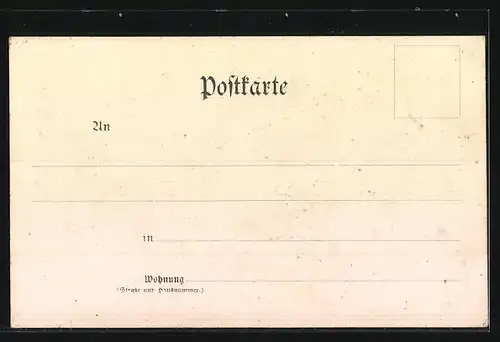 Postkarte
An
in
Wohnung
(Straße und Hausnummer.)